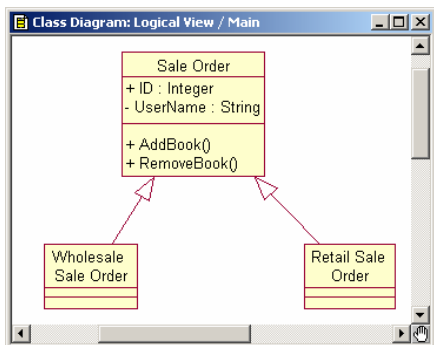 Class Diagram: Logical View / Main
Sale Order
+ ID : Integer
- UserName : String
+ AddBook()
+ RemoveBook()
Wholesale
Sale Order
Retail Sale
Order